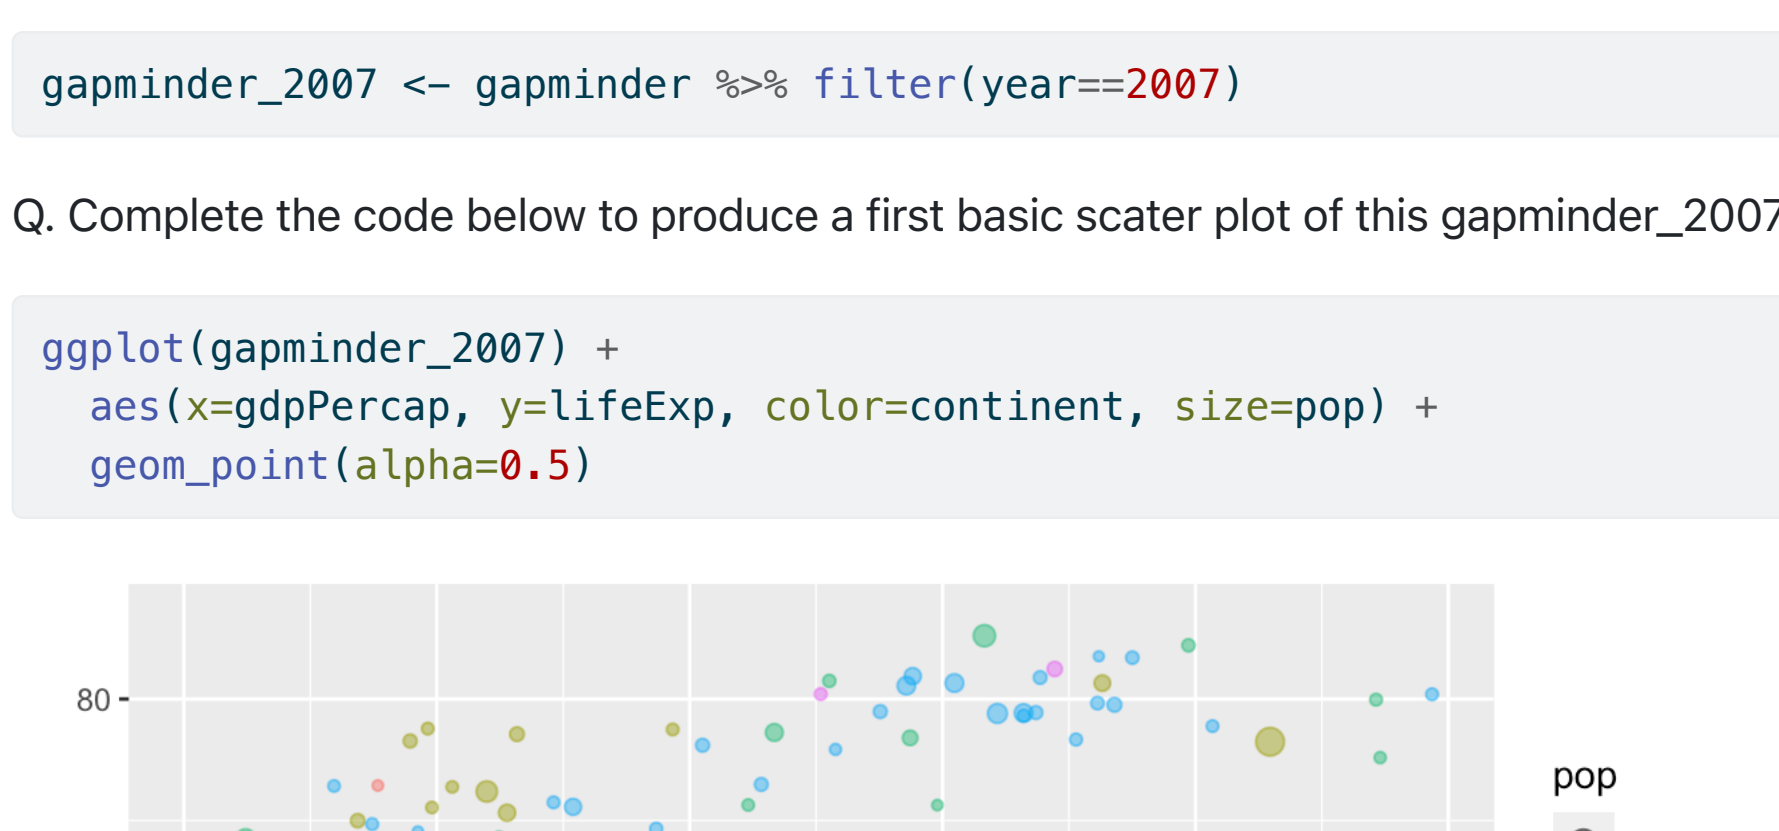 gapminder_2007 <- gapminder %>% filter(year==2007)
Q. Complete the code below to produce a first basic scater plot of this gapminder_2007
ggplot(gapminder_2007) +
  aes(x=gdpPercap, y=lifeExp, color=continent, size=pop) +
  geom_point(alpha=0.5)
80
pop